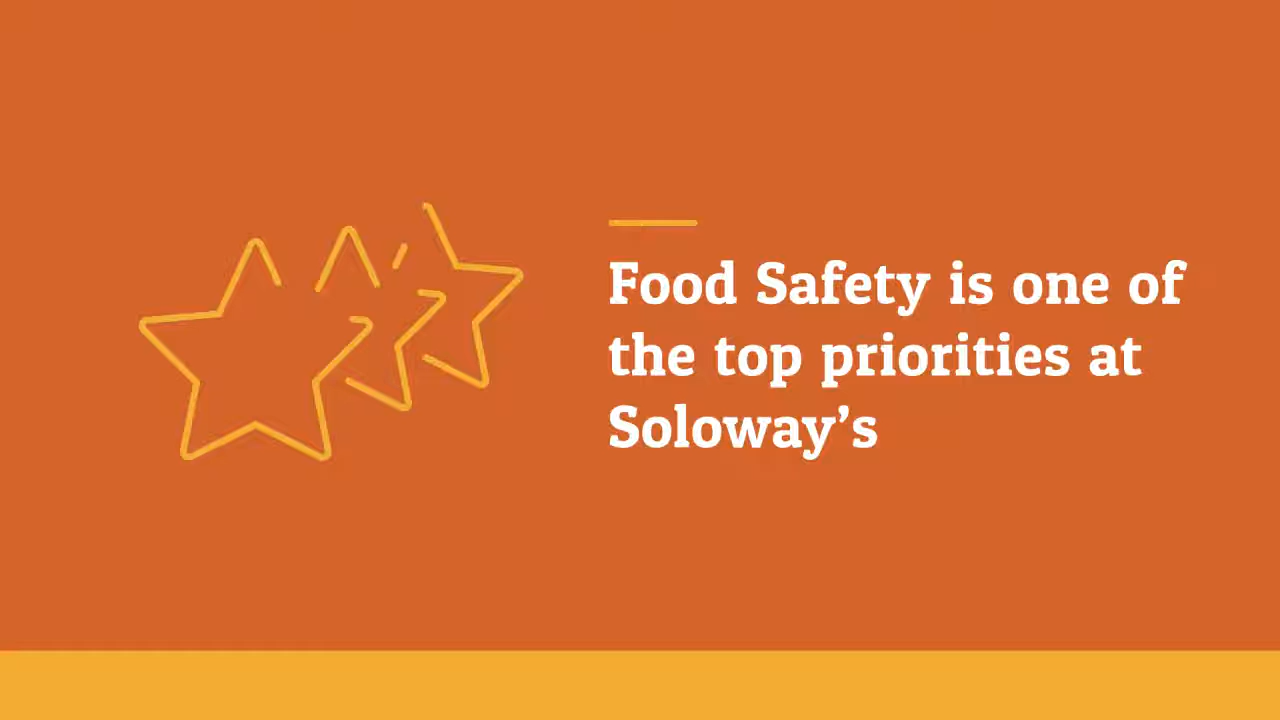 Food Safety is one of
the top priorities at
Soloway’s